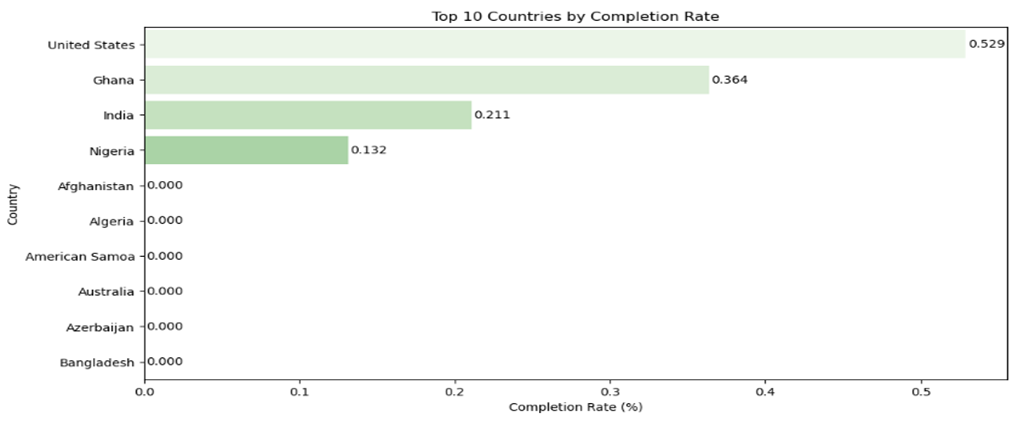 Top 10 Countries by Completion Rate
United States 0.529
Ghana 0.364
India 0.211
Nigeria 0.132
Afghanistan 0.000
Algeria 0.000
American Samoa 0.000
Australia 0.000
Azerbaijan 0.000
Bangladesh 0.000
Country
0.0 0.1 0.2 0.3 0.4 0.5
Completion Rate (%)